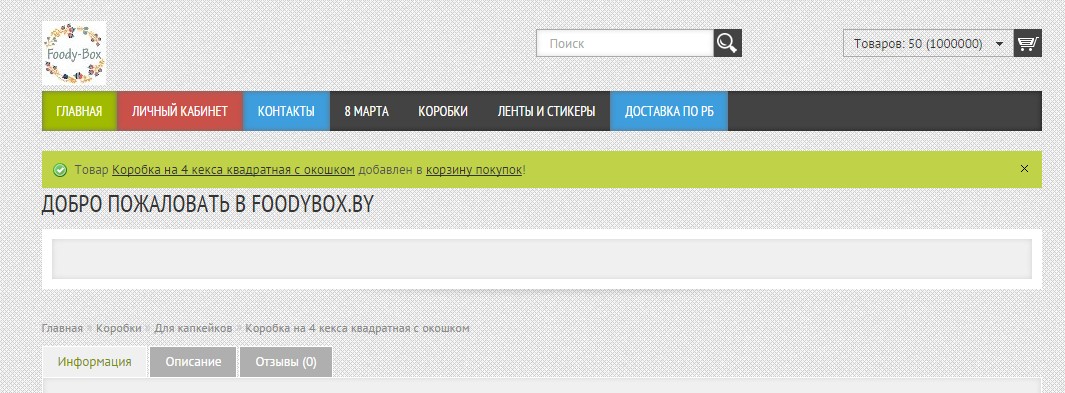 Foody-Box
Поиск
Товаров: 50 (1000000)
ГЛАВНАЯ ЛИЧНЫЙ КАБИНЕТ КОНТАКТЫ 8 МАРТА КОРОБКИ ЛЕНТЫ И СТИКЕРЫ ДОСТАВКА ПО РБ
Товар Коробка на 4 кекса квадратная с окошком добавлен в корзину покупок!
ДОБРО ПОЖАЛОВАТЬ В FOODYBOX.BY
Главная » Коробки » Для капкейков » Коробка на 4 кекса квадратная с окошком
Информация Описание Отзывы (0)